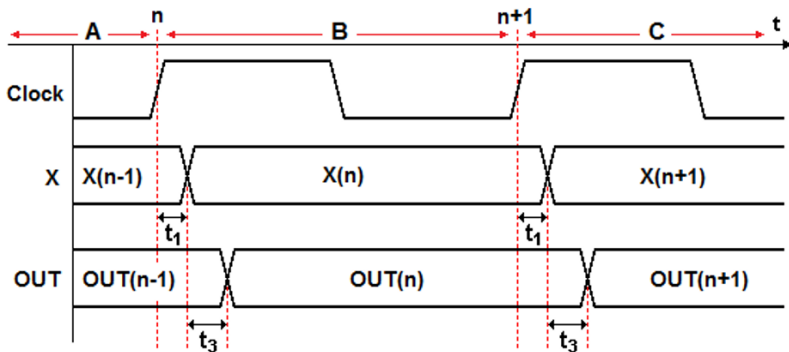 n n+1
A B C t
Clock
X X(n-1) X(n) X(n+1)
t1 t1
OUT OUT(n-1) OUT(n) OUT(n+1)
t3 t3